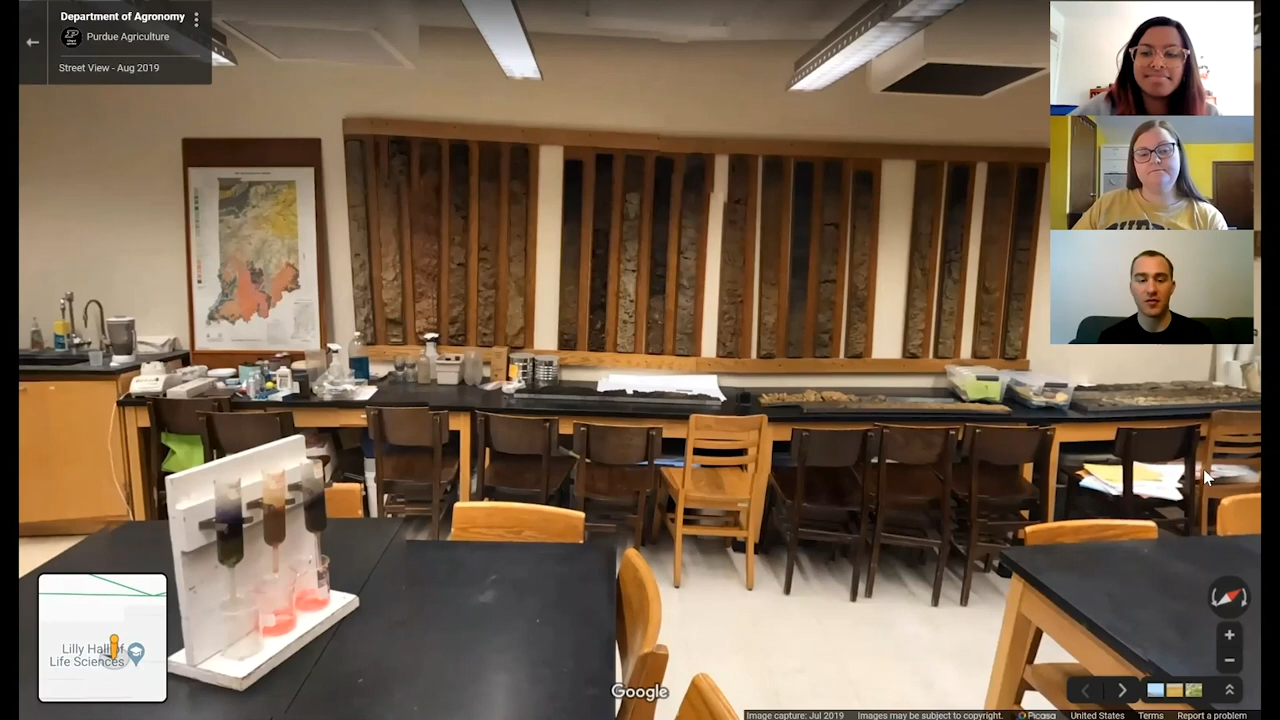 Department of Agronomy
Purdue Agriculture
Street View - Aug 2019
Lilly Hall of
Life Sciences
Google
Image capture: Jul 2019 Images may be subject to copyright. Picasa United States Terms Report a problem